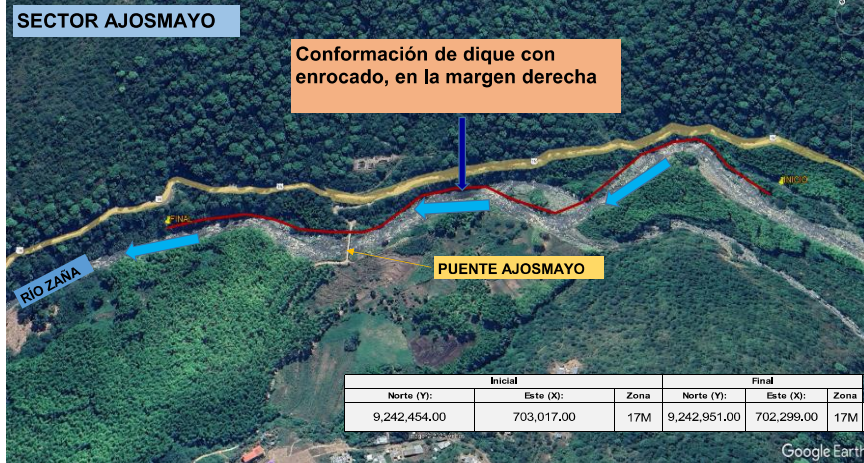 SECTOR AJOSMAYO
Conformación de dique con
enrocado, en la margen derecha
INICIO
FINAL
PUENTE AJOSMAYO
RÍO ZAÑA
Inicial Final
Norte (Y): Este (X): Zona Norte (Y): Este (X): Zona
9,242,454.00 703,017.00 17M 9,242,951.00 702,299.00 17M
Google Earth